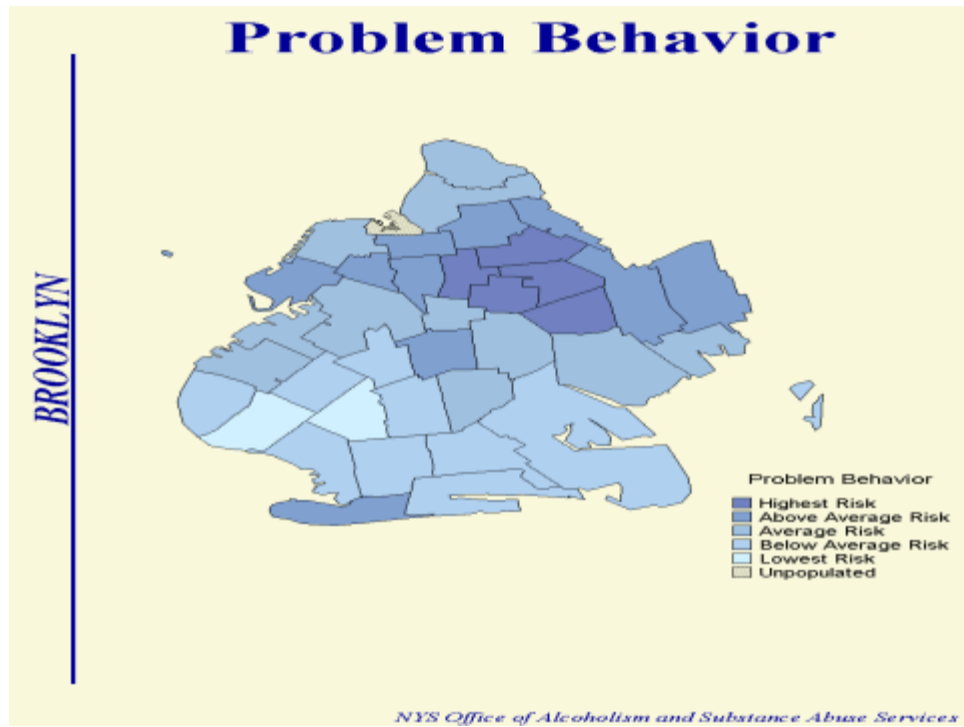 Problem Behavior
BROOKLYN
Problem Behavior
Highest Risk
Above Average Risk
Average Risk
Below Average Risk
Lowest Risk
Unpopulated
NYS Office of Alcoholism and Substance Abuse Services